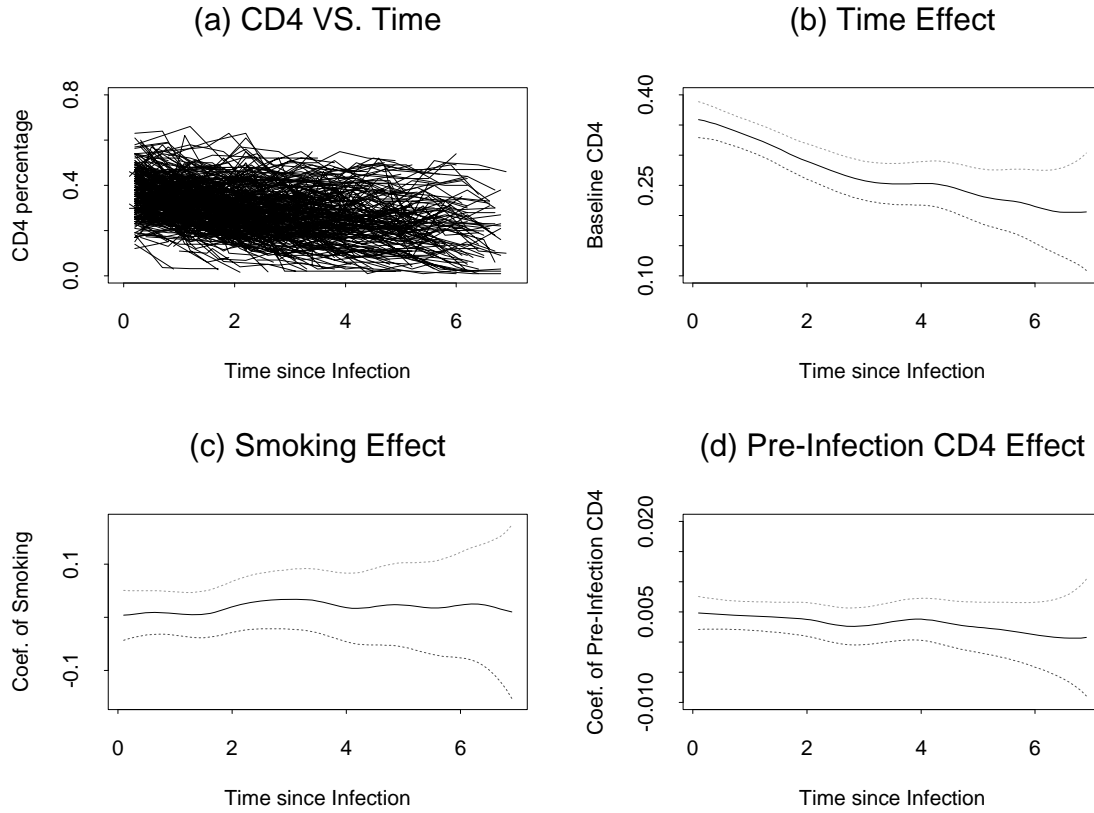 (a) CD4 VS. Time
CD4 percentage
0.8
0.4
0.0
0 2 4 6
Time since Infection
(b) Time Effect
Baseline CD4
0.40
0.25
0.10
0 2 4 6
Time since Infection
(c) Smoking Effect
Coef. of Smoking
0.1
-0.1
0 2 4 6
Time since Infection
(d) Pre-Infection CD4 Effect
Coef. of Pre-Infection CD4
0.020
0.005
-0.010
0 2 4 6
Time since Infection